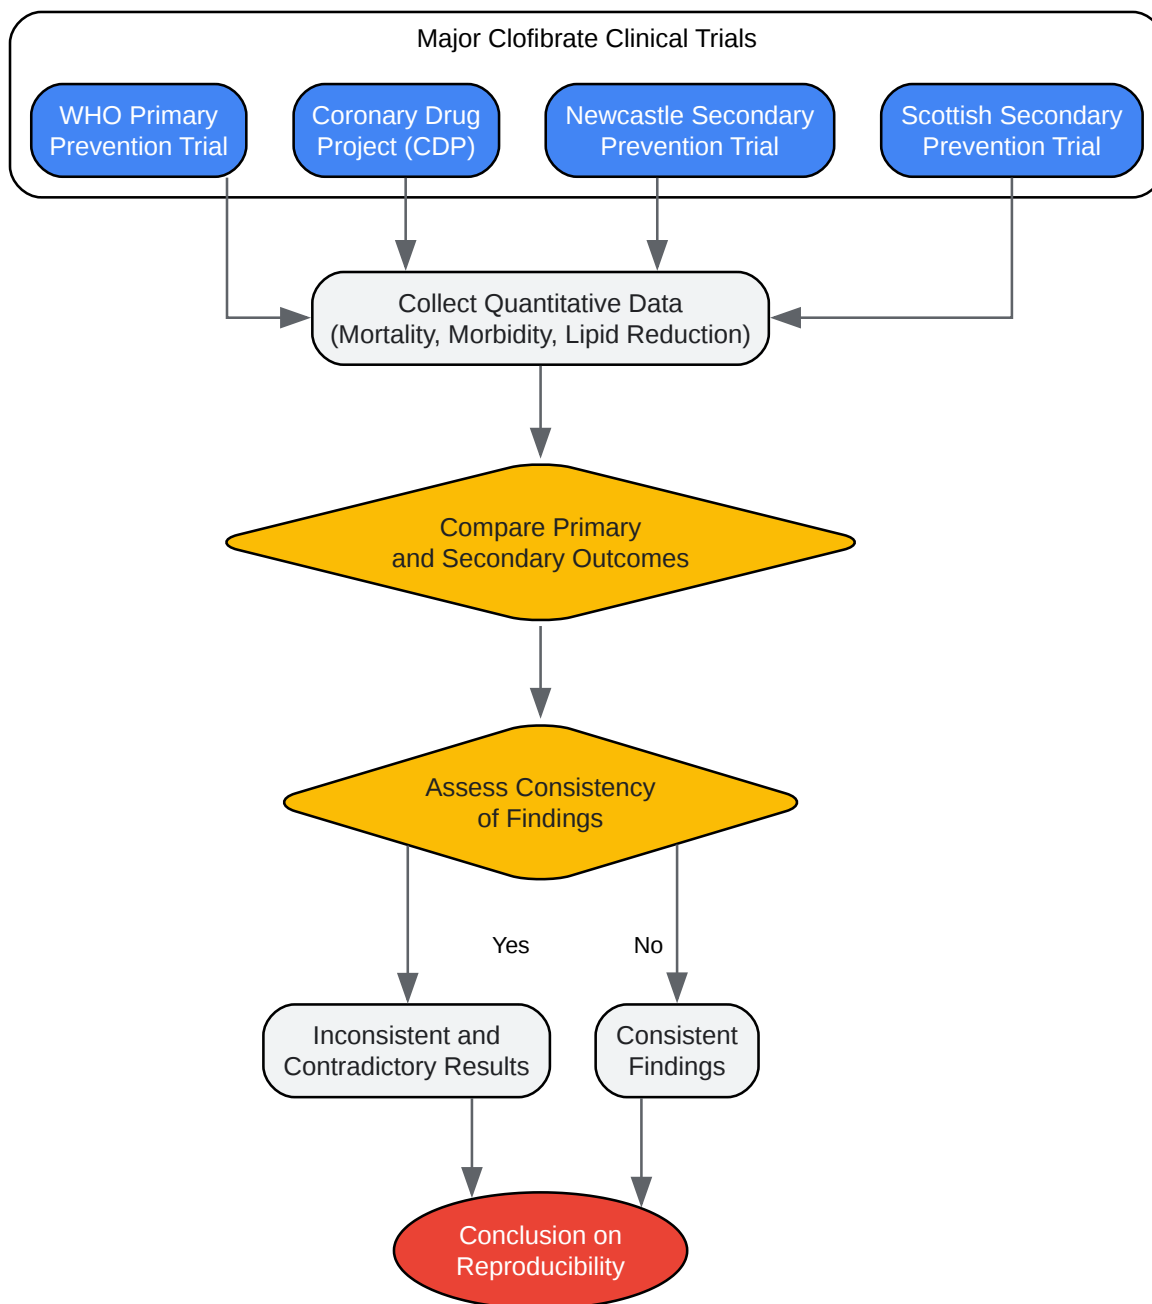 Major Clofibrate Clinical Trials
WHO Primary
Prevention Trial
Coronary Drug
Project (CDP)
Newcastle Secondary
Prevention Trial
Scottish Secondary
Prevention Trial
Collect Quantitative Data
(Mortality, Morbidity, Lipid Reduction)
Compare Primary
and Secondary Outcomes
Assess Consistency
of Findings
Yes
No
Inconsistent and
Contradictory Results
Consistent
Findings
Conclusion on
Reproducibility